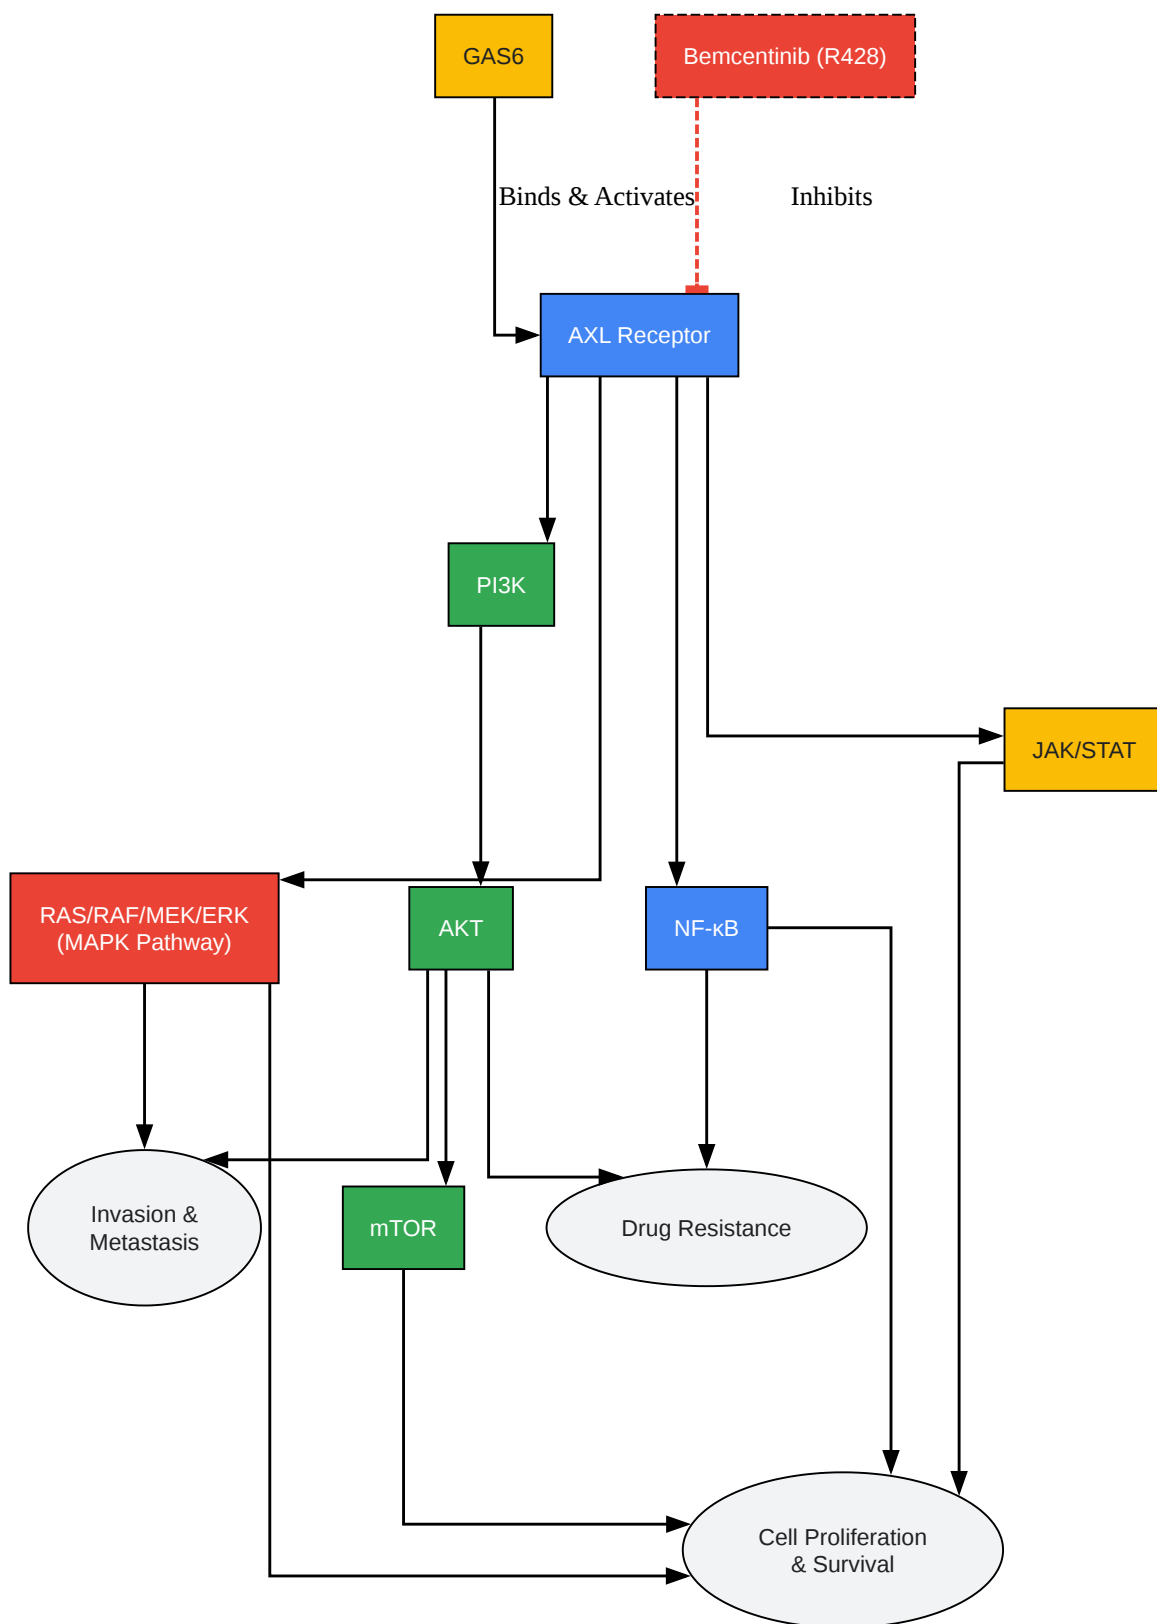 GAS6
Bemcentinib (R428)
Binds & Activates
Inhibits
AXL Receptor
PI3K
JAK/STAT
RAS/RAF/MEK/ERK
(MAPK Pathway)
AKT
NF-κB
Invasion &
Metastasis
mTOR
Drug Resistance
Cell Proliferation
& Survival